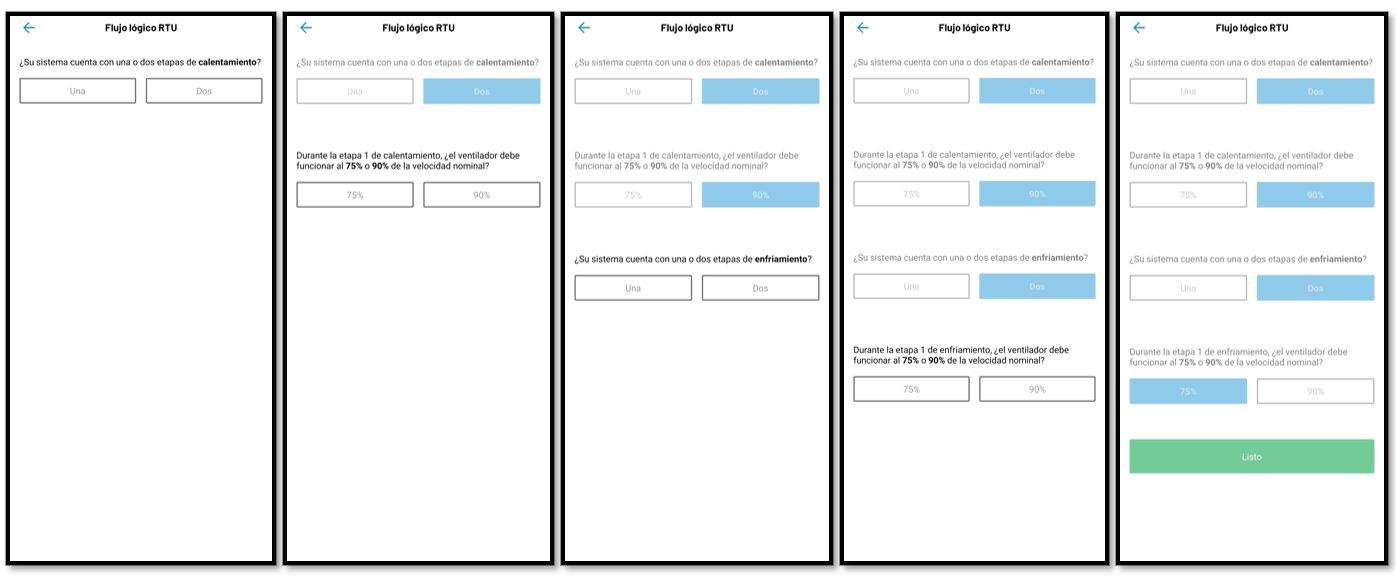 Flujo lógico RTU
¿Su sistema cuenta con una o dos etapas de calentamiento?
Una
Dos
Flujo lógico RTU
¿Su sistema cuenta con una o dos etapas de calentamiento?
Una
Dos
Durante la etapa 1 de calentamiento, ¿el ventilador debe
funcionar al 75% o 90% de la velocidad nominal?
75%
90%
Flujo lógico RTU
¿Su sistema cuenta con una o dos etapas de calentamiento?
Una
Dos
Durante la etapa 1 de calentamiento, ¿el ventilador debe
funcionar al 75% o 90% de la velocidad nominal?
75%
90%
¿Su sistema cuenta con una o dos etapas de enfriamiento?
Una
Dos
Flujo lógico RTU
¿Su sistema cuenta con una o dos etapas de calentamiento?
Una
Dos
Durante la etapa 1 de calentamiento, ¿el ventilador debe
funcionar al 75% o 90% de la velocidad nominal?
75%
90%
¿Su sistema cuenta con una o dos etapas de enfriamiento?
Una
Dos
Durante la etapa 1 de enfriamiento, ¿el ventilador debe
funcionar al 75% o 90% de la velocidad nominal?
75%
90%
Flujo lógico RTU
¿Su sistema cuenta con una o dos etapas de calentamiento?
Una
Dos
Durante la etapa 1 de calentamiento, ¿el ventilador debe
funcionar al 75% o 90% de la velocidad nominal?
75%
90%
¿Su sistema cuenta con una o dos etapas de enfriamiento?
Una
Dos
Durante la etapa 1 de enfriamiento, ¿el ventilador debe
funcionar al 75% o 90% de la velocidad nominal?
75%
90%
Listo